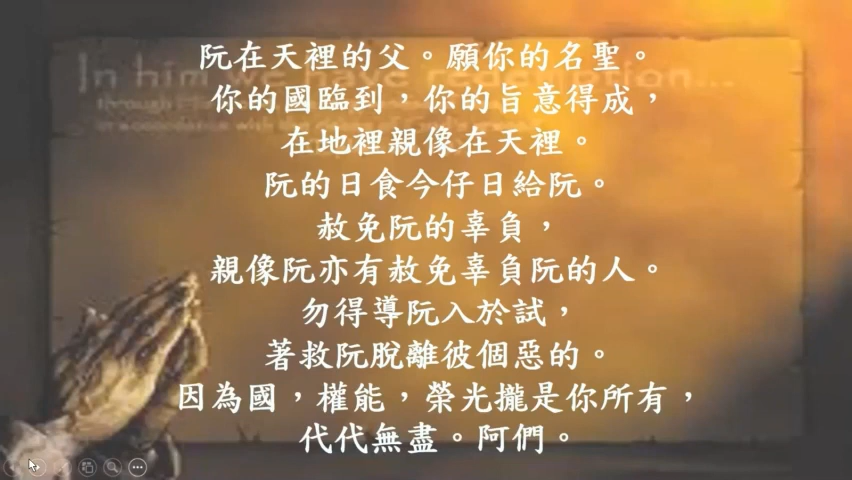 阮在天裡的父。願你的名聖。
你的國臨到，你的旨意得成，
在地裡親像在天裡。
阮的日食今仔日給阮。
赦免阮的辜負，
親像阮亦有赦免辜負阮的人。
勿得導阮入於試，
著救阮脫離彼個惡的。
因為國，權能，榮光攏是你所有，
代代無盡。阿們。
In him we have redemption...